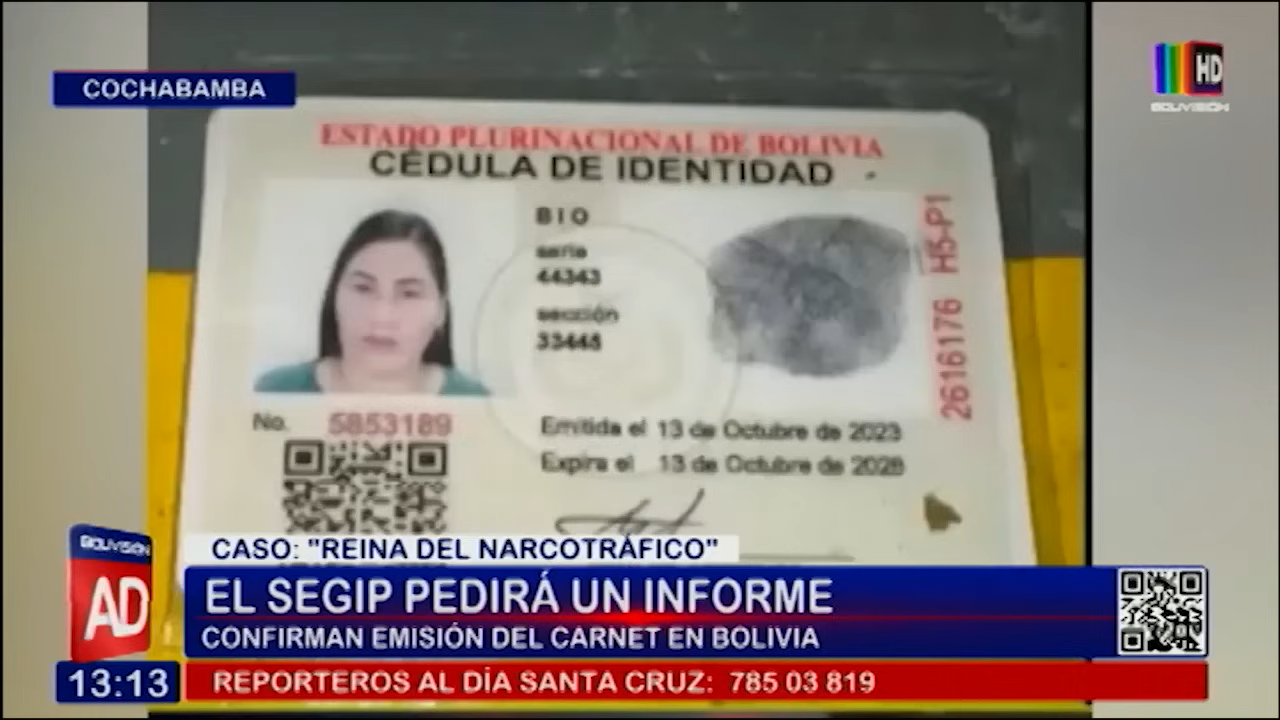 COCHABAMBA
HD
BOLIVISIÓN
ESTADO PLURINACIONAL DE BOLIVIA
CÉDULA DE IDENTIDAD
BIO
serie
44343
sección
33448
2616176 H5-P1
No. 5853189
Emitida el 13 de Octubre de 2023
Expira el 13 de Octubre de 2028
BOLIVISIÓN
AD
CASO: "REINA DEL NARCOTRÁFICO"
EL SEGIP PEDIRÁ UN INFORME
CONFIRMAN EMISIÓN DEL CARNET EN BOLIVIA
13:13
REPORTEROS AL DÍA SANTA CRUZ: 785 03 819